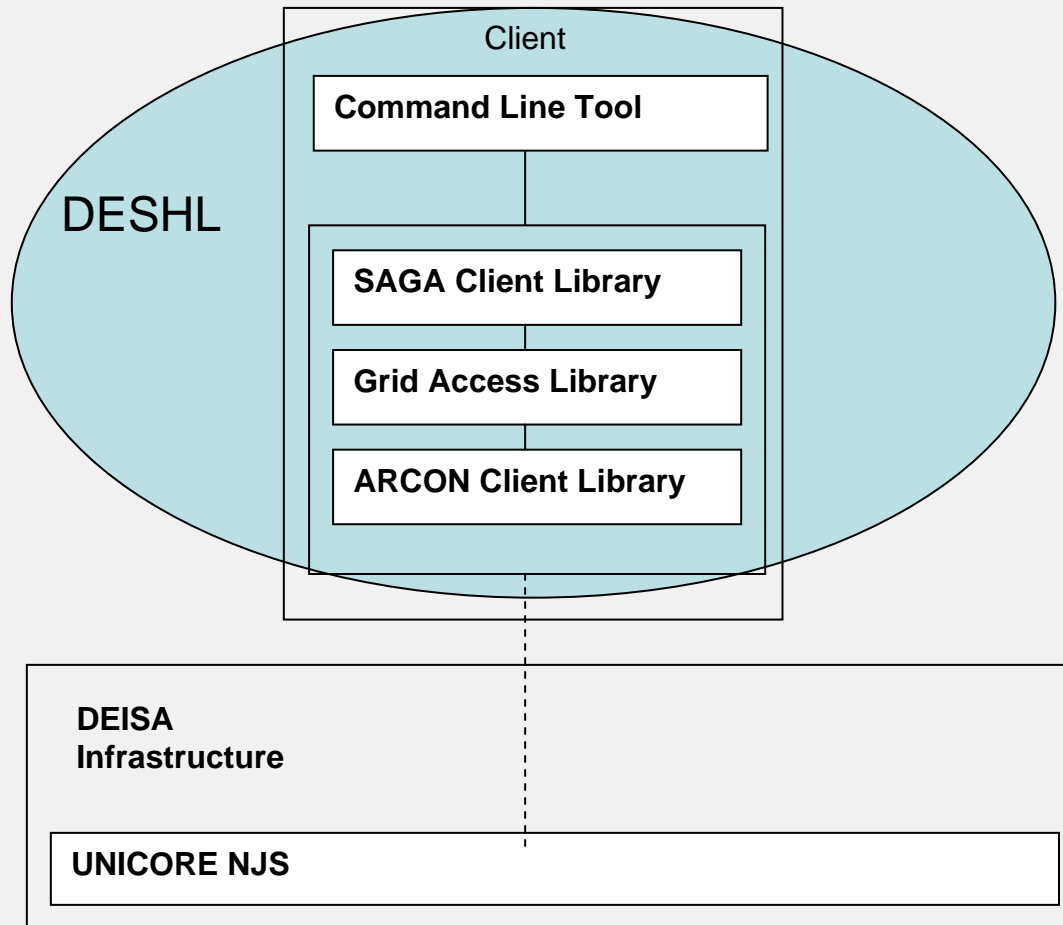 Client
Command Line Tool
DESHL
SAGA Client Library
Grid Access Library
ARCON Client Library
DEISA
Infrastructure
UNICORE NJS